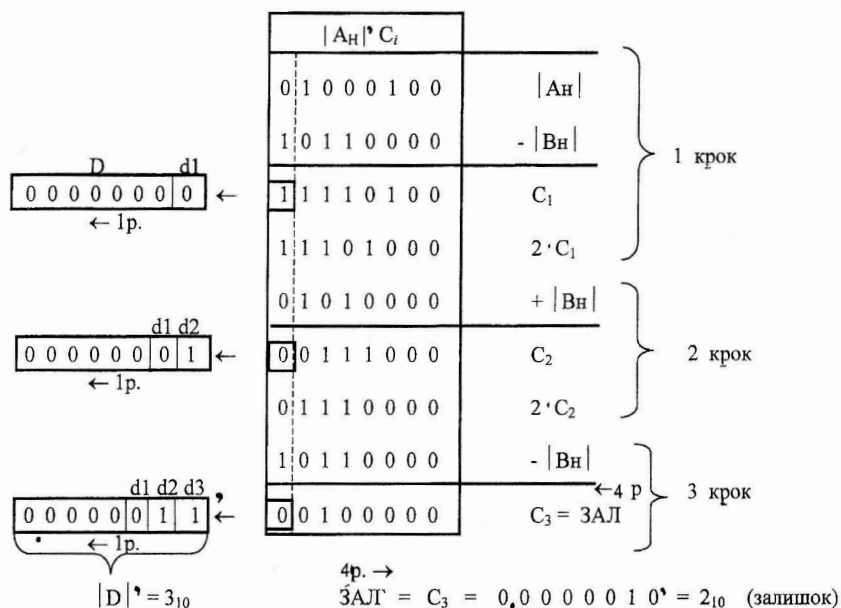 |Aн|' Ci
0 1 0 0 0 1 0 0 |Ан|
1 0 1 1 0 0 0 0 - |Вн|
1 крок
D d1
0 0 0 0 0 0 0 0 ← 1 1 1 1 0 1 0 0 C1
← 1р.
1 1 1 0 1 0 0 0 2·C1
0 1 0 1 0 0 0 0 + |Вн|
d1 d2
0 0 0 0 0 0 0 1 ← 0 0 1 1 1 0 0 0 C2
2 крок
← 1р.
0 1 1 1 0 0 0 0 2·C2
1 0 1 1 0 0 0 0 - |Вн|
←4 р
3 крок
d1 d2 d3 ,
0 0 0 0 0 0 1 1 ← 0 0 1 0 0 0 0 0 C3 = ЗАЛ
← 1р.
4р. →
|D|' = 3₁₀ ЗАЛ = C3 = 0,0 0 0 0 0 1 0' = 2₁₀ (залишок)